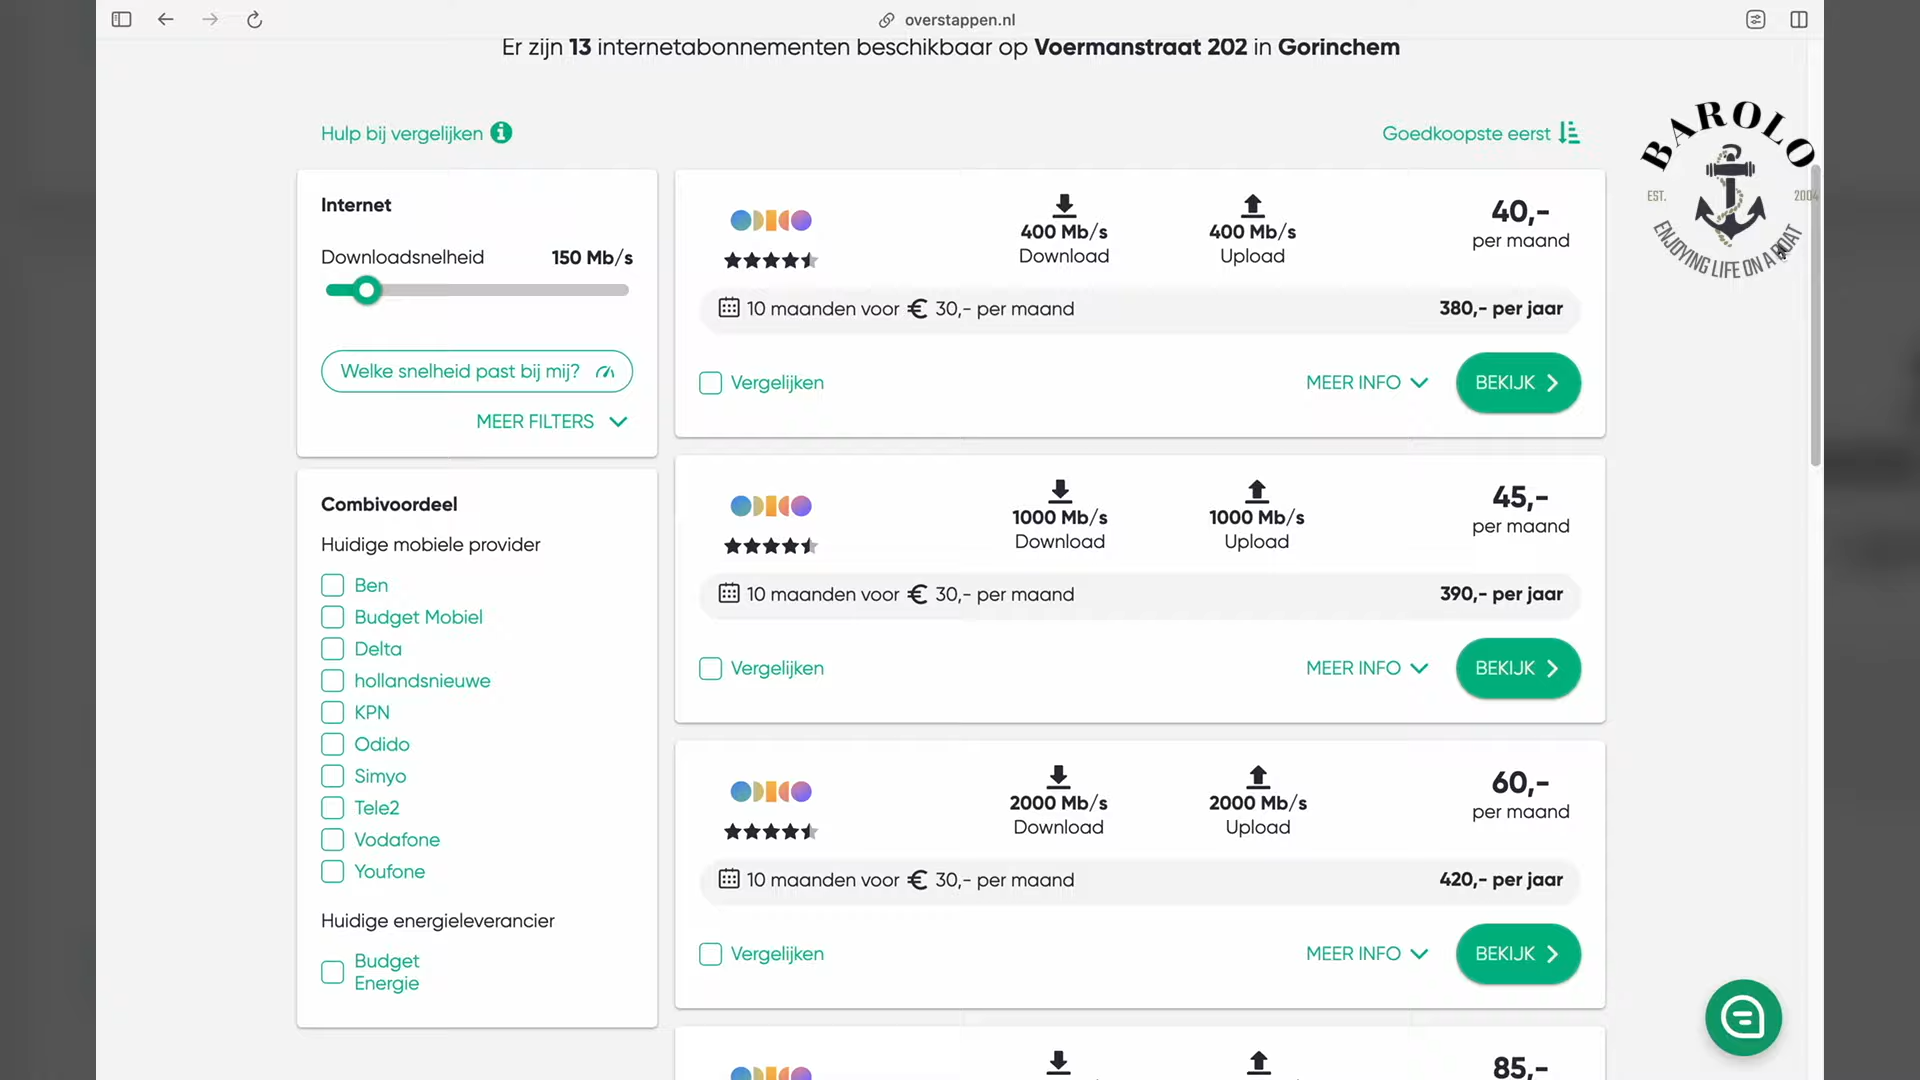 overstappen.nl
Er zijn 13 internetabonnementen beschikbaar op Voermanstraat 202 in Gorinchem
Hulp bij vergelijken
Goedkoopste eerst
BAROLO
EST. 2004
ENJOYING LIFE ON A BOAT
Internet
Downloadsnelheid 150 Mb/s
Welke snelheid past bij mij?
MEER FILTERS
Combivoordeel
Huidige mobiele provider
Ben
Budget Mobiel
Delta
hollandsnieuwe
KPN
Odido
Simyo
Tele2
Vodafone
Youfone
Huidige energieleverancier
Budget
Energie
400 Mb/s 400 Mb/s 40,-
Download Upload per maand
10 maanden voor € 30,- per maand 380,- per jaar
Vergelijken MEER INFO BEKIJK
1000 Mb/s 1000 Mb/s 45,-
Download Upload per maand
10 maanden voor € 30,- per maand 390,- per jaar
Vergelijken MEER INFO BEKIJK
2000 Mb/s 2000 Mb/s 60,-
Download Upload per maand
10 maanden voor € 30,- per maand 420,- per jaar
Vergelijken MEER INFO BEKIJK
85,-